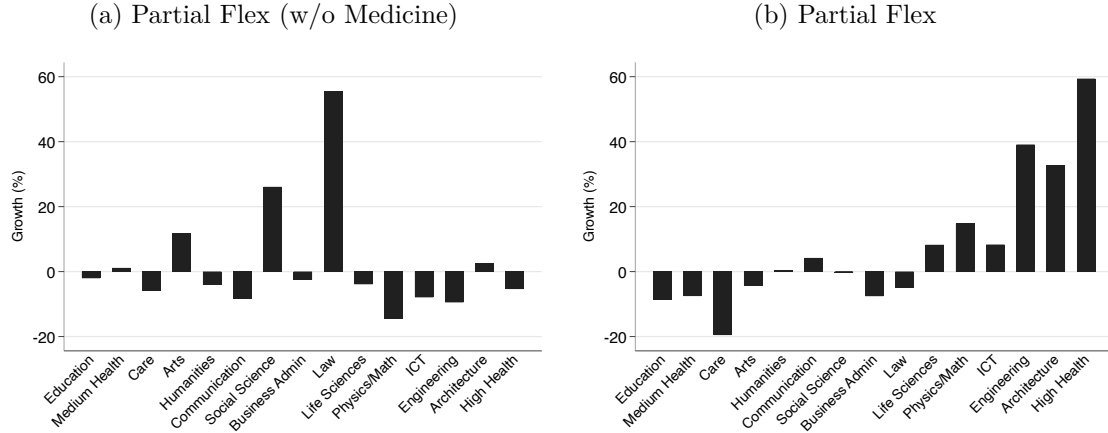 (a) Partial Flex (w/o Medicine)
60
40
20
0
-20
Growth (%)
Education
Medium Health
Care
Arts
Humanities
Communication
Social Science
Business Admin
Law
Life Sciences
Physics/Math
ICT
Engineering
Architecture
High Health
(b) Partial Flex
60
40
20
0
-20
Growth (%)
Education
Medium Health
Care
Arts
Humanities
Communication
Social Science
Business Admin
Law
Life Sciences
Physics/Math
ICT
Engineering
Architecture
High Health